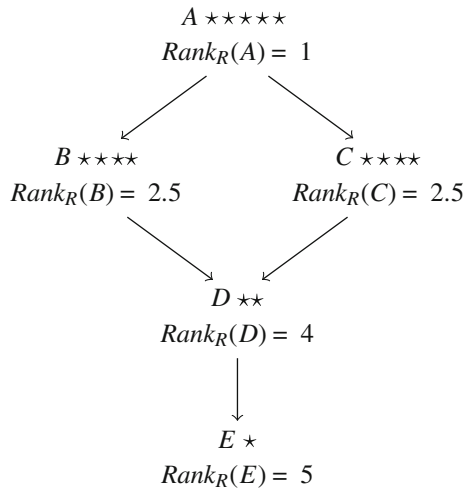 A ⋆⋆⋆⋆⋆
Rank_R(A) = 1
B ⋆⋆⋆⋆
Rank_R(B) = 2.5
C ⋆⋆⋆⋆
Rank_R(C) = 2.5
D ⋆⋆
Rank_R(D) = 4
E ⋆
Rank_R(E) = 5